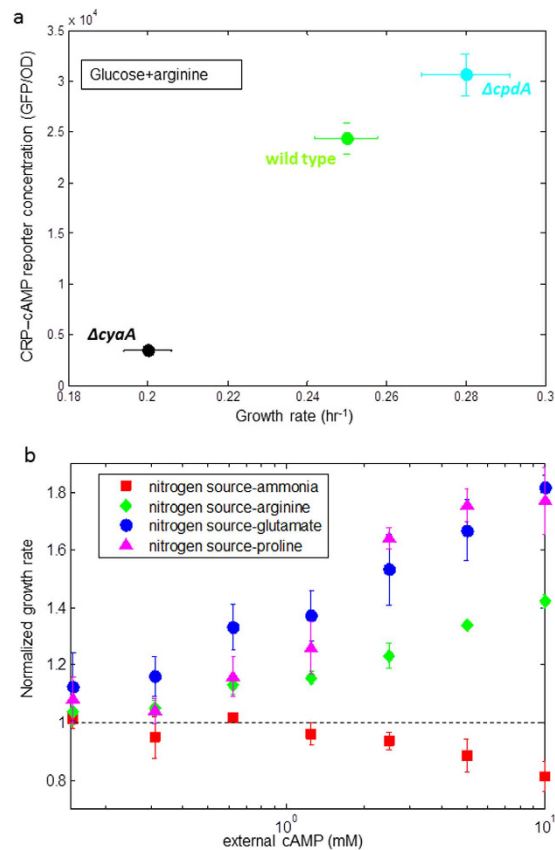 a
x 10⁴
3.5
3
2.5
2
1.5
1
0.5
0
CRP-cAMP reporter concentration (GFP/OD)
Glucose+arginine
ΔcpdA
wild type
ΔcyaA
0.18 0.2 0.22 0.24 0.26 0.28 0.3
Growth rate (hr⁻¹)
b
nitrogen source-ammonia
nitrogen source-arginine
nitrogen source-glutamate
nitrogen source-proline
1.8
1.6
1.4
1.2
1
0.8
Normalized growth rate
10⁰ 10¹
external cAMP (mM)